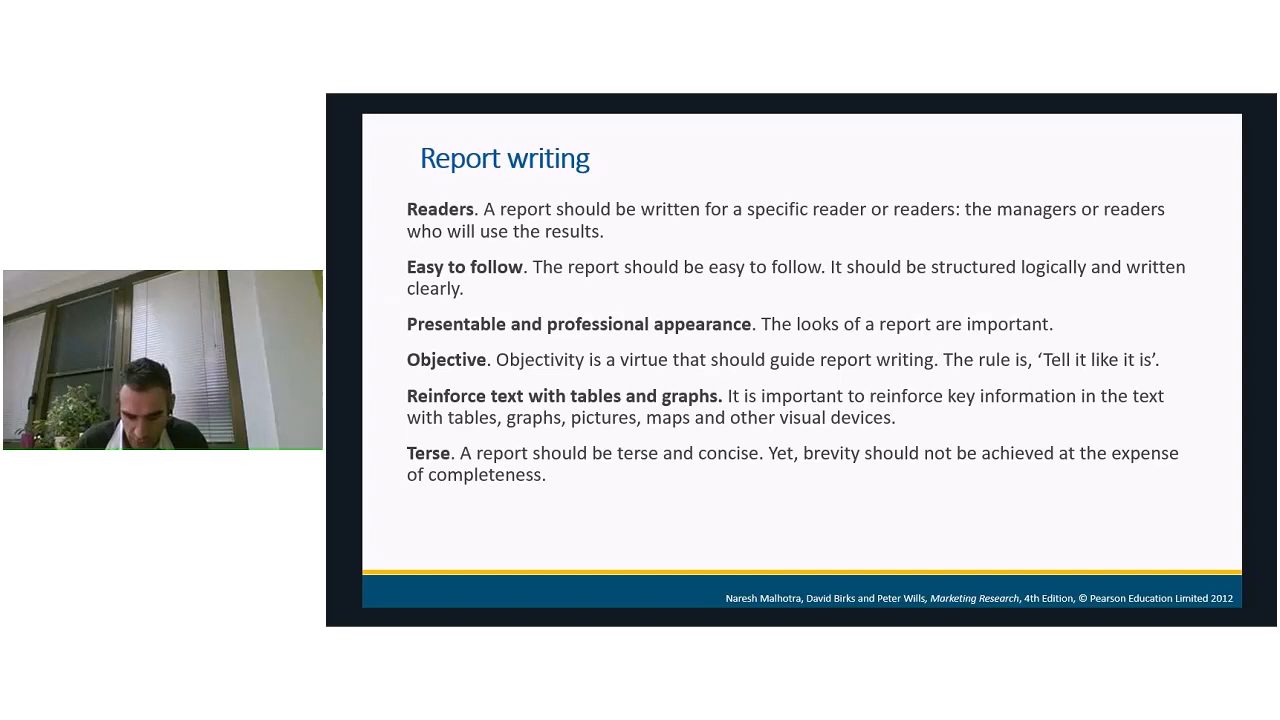 Report writing
Readers. A report should be written for a specific reader or readers: the managers or readers
who will use the results.
Easy to follow. The report should be easy to follow. It should be structured logically and written
clearly.
Presentable and professional appearance. The looks of a report are important.
Objective. Objectivity is a virtue that should guide report writing. The rule is, ‘Tell it like it is’.
Reinforce text with tables and graphs. It is important to reinforce key information in the text
with tables, graphs, pictures, maps and other visual devices.
Terse. A report should be terse and concise. Yet, brevity should not be achieved at the expense
of completeness.
Naresh Malhotra, David Birks and Peter Wills, Marketing Research, 4th Edition, © Pearson Education Limited 2012